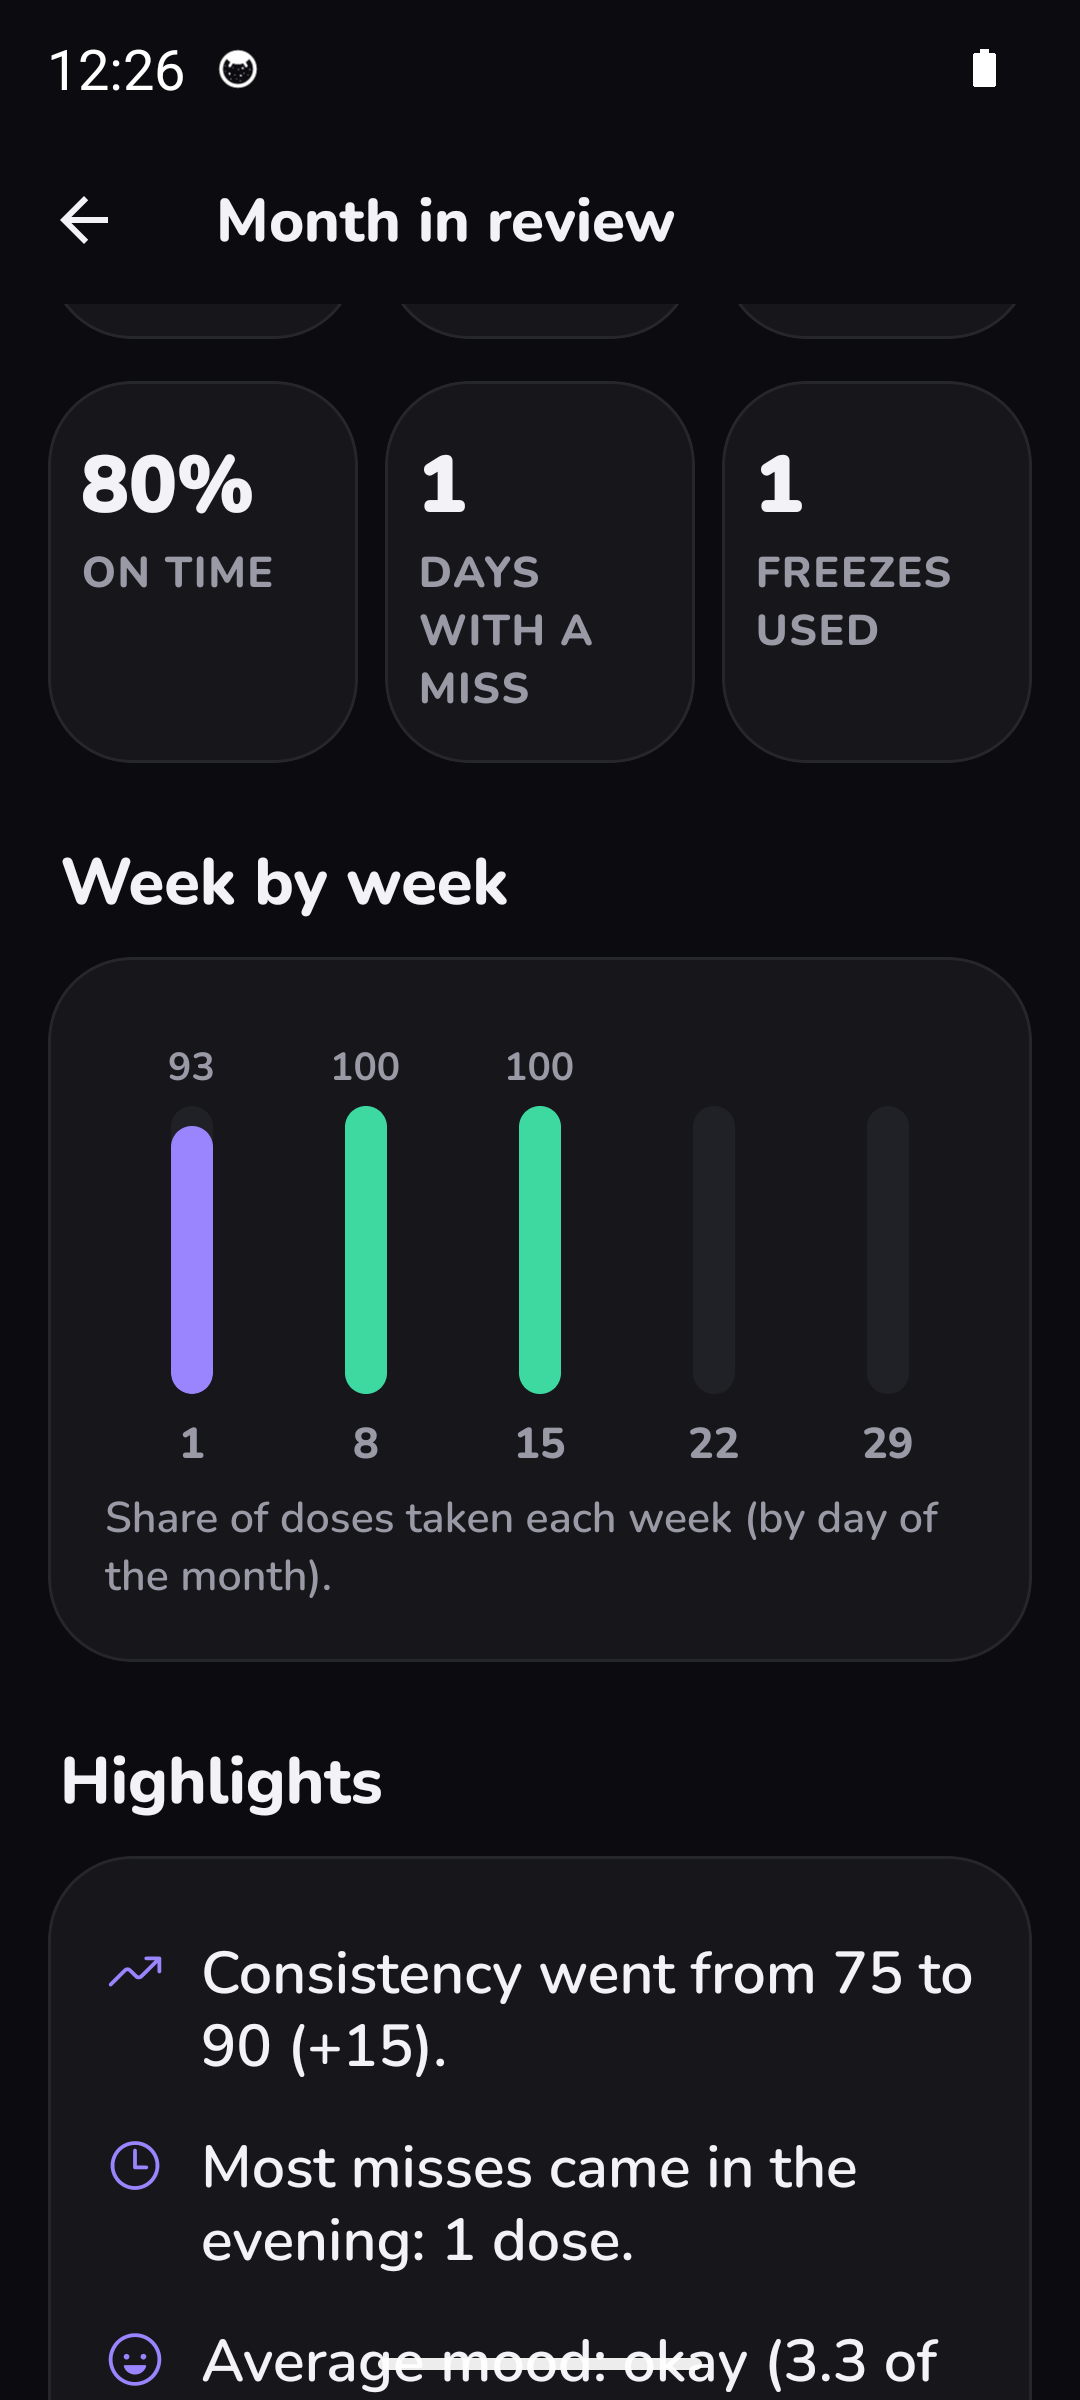 12:26
Month in review
80%
ON TIME
1
DAYS
WITH A
MISS
1
FREEZES
USED
Week by week
93 100 100
1 8 15 22 29
Share of doses taken each week (by day of
the month).
Highlights
Consistency went from 75 to
90 (+15).
Most misses came in the
evening: 1 dose.
Average mood: okay (3.3 of